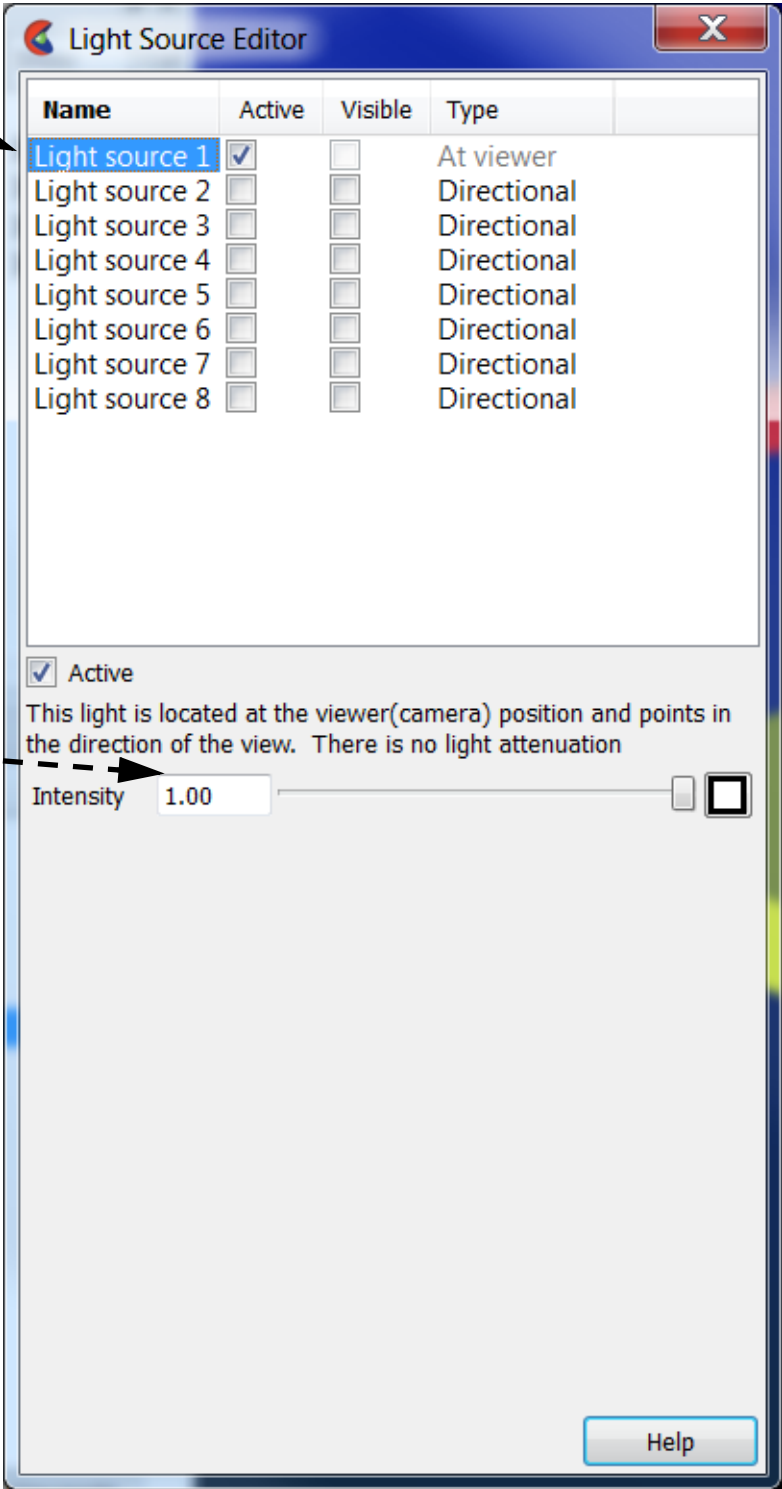 Light Source Editor
Name Active Visible Type
Light source 1 At viewer
Light source 2 Directional
Light source 3 Directional
Light source 4 Directional
Light source 5 Directional
Light source 6 Directional
Light source 7 Directional
Light source 8 Directional
Active
This light is located at the viewer(camera) position and points in
the direction of the view.  There is no light attenuation
Intensity 1.00
Help